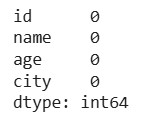 id 0
name 0
age 0
city 0
dtype: int64